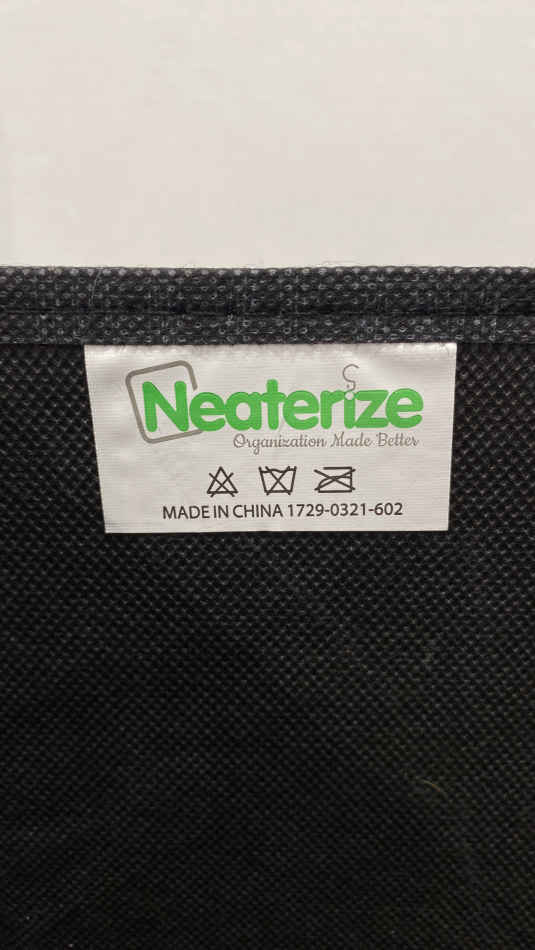 Neaterize
Organization Made Better
MADE IN CHINA 1729-0321-602